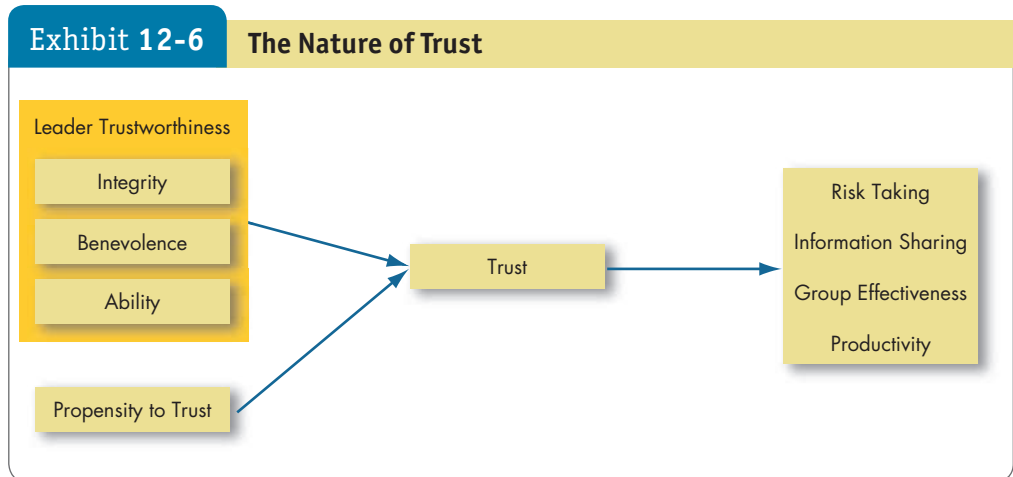 Exhibit 12-6
The Nature of Trust
Leader Trustworthiness
Integrity
Benevolence
Ability
Propensity to Trust
Trust
Risk Taking
Information Sharing
Group Effectiveness
Productivity